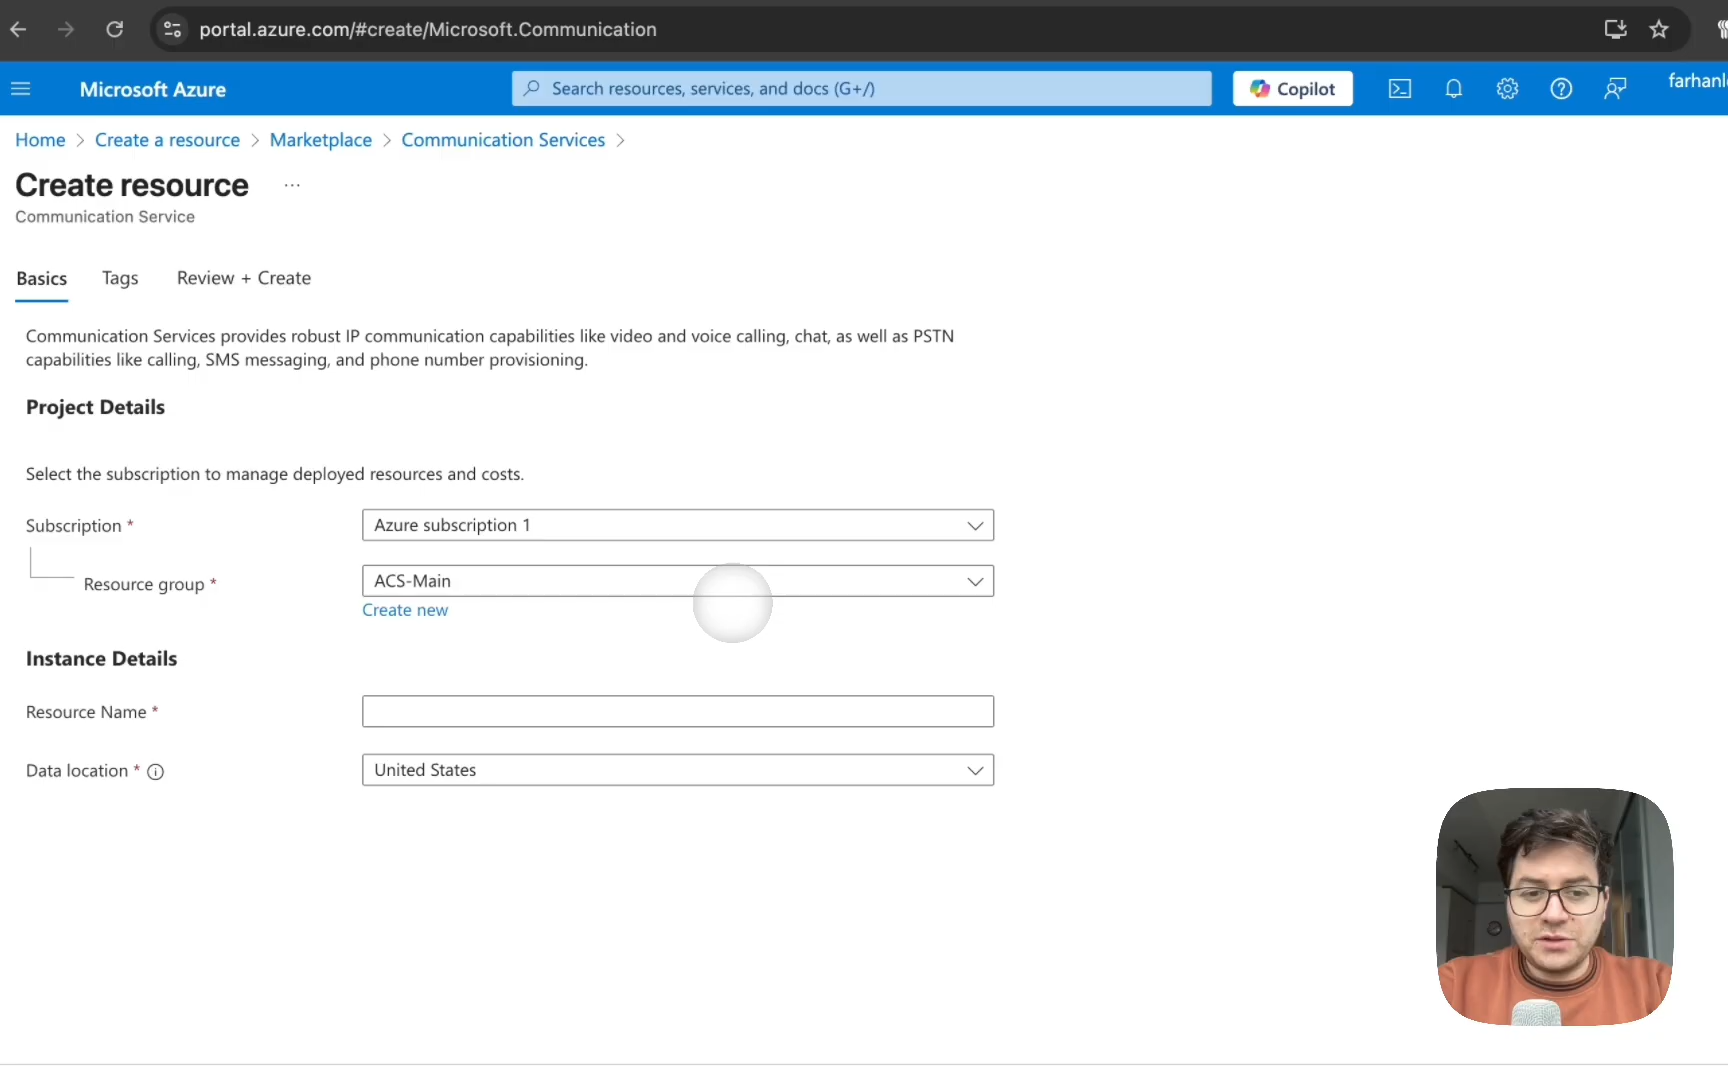 portal.azure.com/#create/Microsoft.Communication
Microsoft Azure
Search resources, services, and docs (G+/)
Copilot
farhanl
Home > Create a resource > Marketplace > Communication Services >
Create resource ...
Communication Service
Basics
Tags
Review + Create
Communication Services provides robust IP communication capabilities like video and voice calling, chat, as well as PSTN
capabilities like calling, SMS messaging, and phone number provisioning.
Project Details
Select the subscription to manage deployed resources and costs.
Subscription *
Azure subscription 1
Resource group *
ACS-Main
Create new
Instance Details
Resource Name *
Data location *
United States